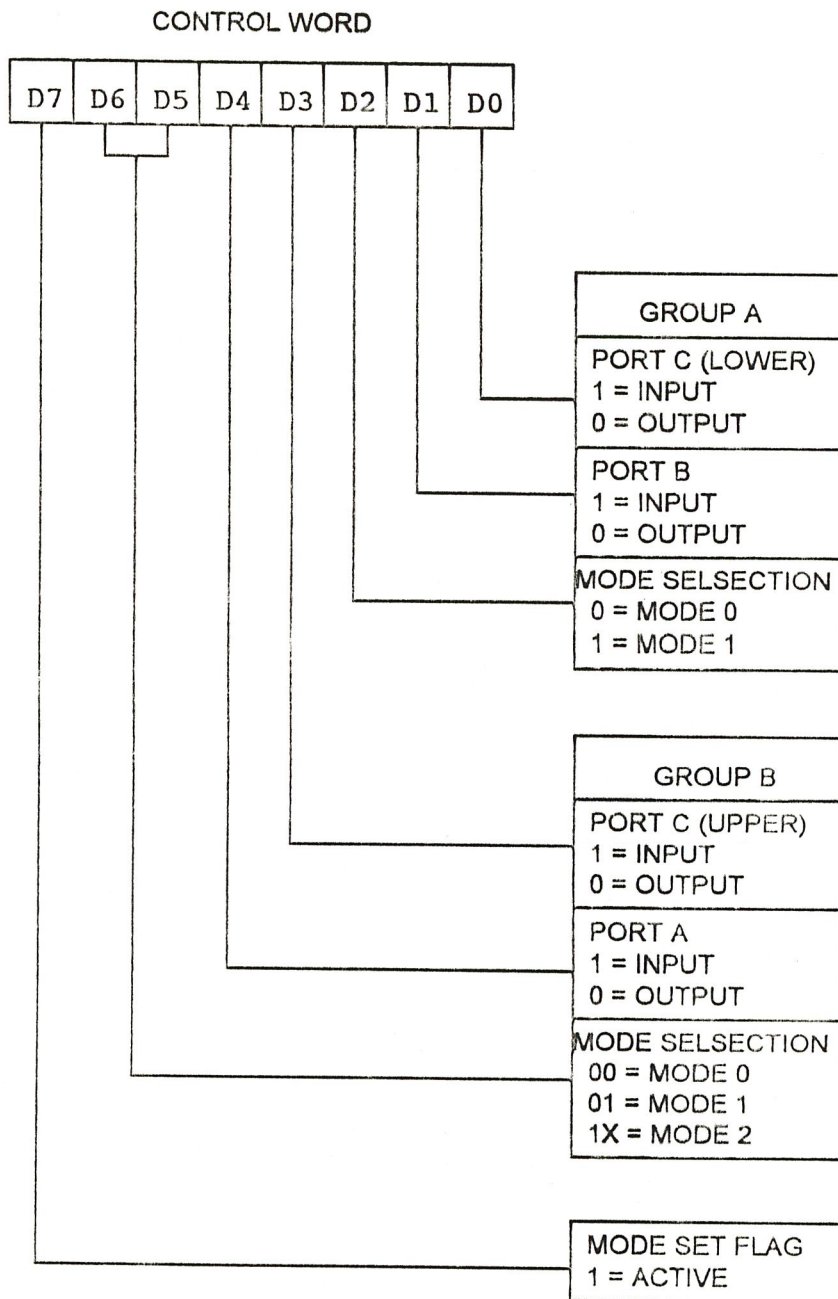 CONTROL WORD
D7 D6 D5 D4 D3 D2 D1 D0
GROUP A
PORT C (LOWER)
1 = INPUT
0 = OUTPUT
PORT B
1 = INPUT
0 = OUTPUT
MODE SELSECTION
0 = MODE 0
1 = MODE 1
GROUP B
PORT C (UPPER)
1 = INPUT
0 = OUTPUT
PORT A
1 = INPUT
0 = OUTPUT
MODE SELSECTION
00 = MODE 0
01 = MODE 1
1X = MODE 2
MODE SET FLAG
1 = ACTIVE